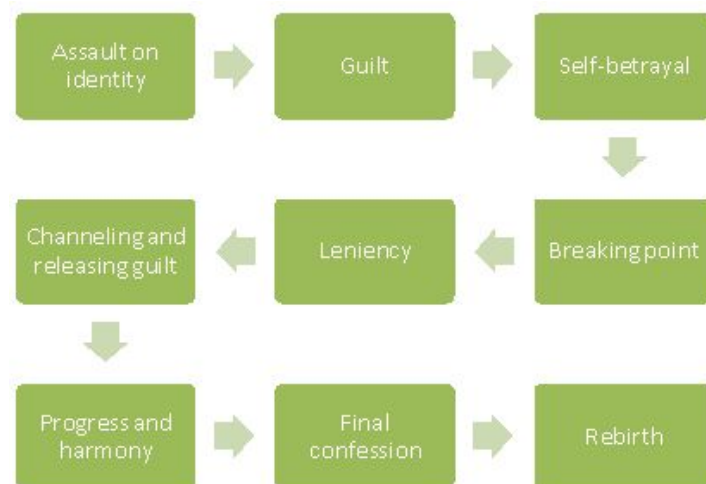 Assault on
identity
Guilt
Self-betrayal
Breaking point
Leniency
Channeling and
releasing guilt
Progress and
harmony
Final
confession
Rebirth